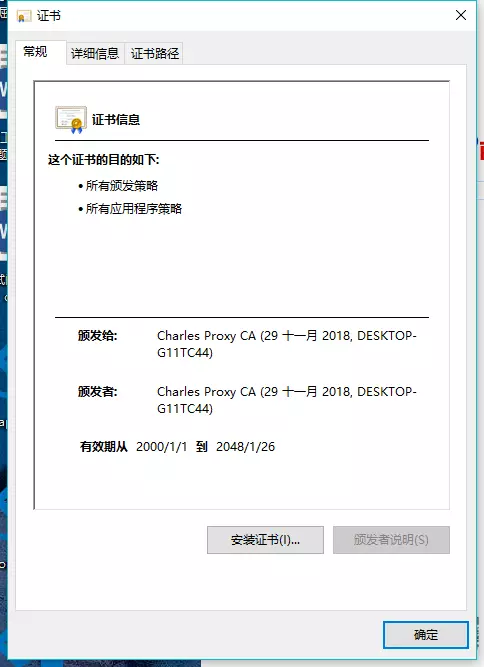 证书
常规
详细信息
证书路径
证书信息
这个证书的目的如下:
• 所有颁发策略
• 所有应用程序策略
颁发给: Charles Proxy CA (29 十一月 2018, DESKTOP-
G11TC44)
颁发者: Charles Proxy CA (29 十一月 2018, DESKTOP-
G11TC44)
有效期从 2000/1/1 到 2048/1/26
安装证书(I)...
颁发者说明(S)
确定